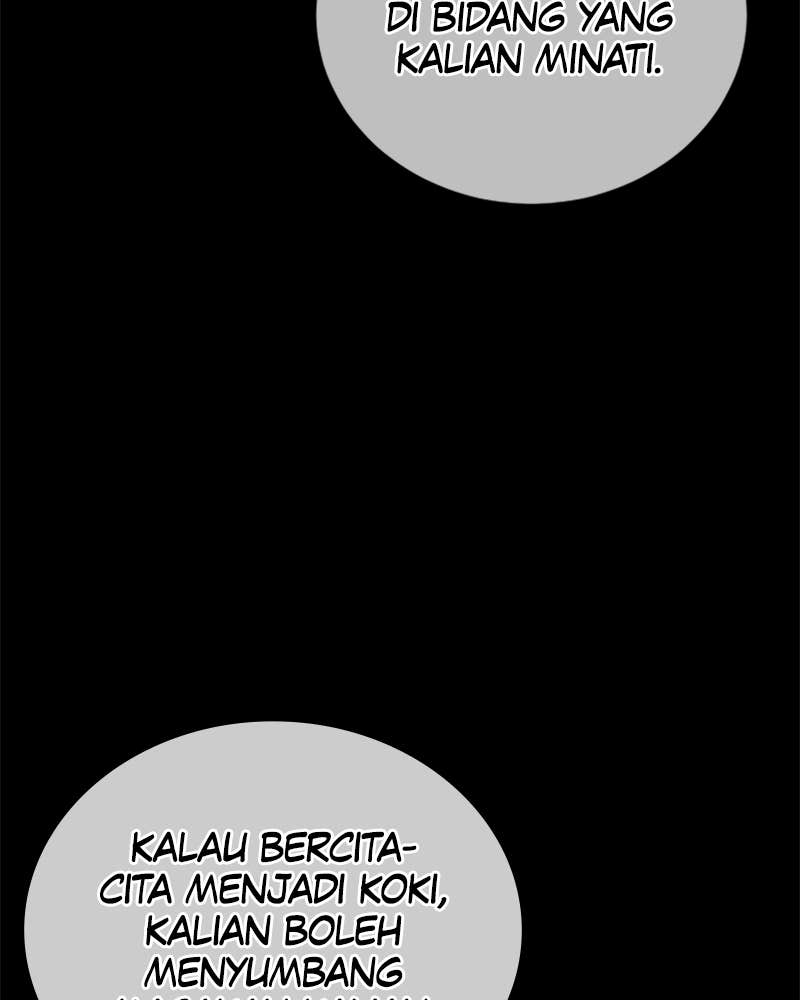 DI BIDANG YANG
KALIAN MINATI.
KALAU BERCITA-
CITA MENJADI KOKI,
KALIAN BOLEH
MENYUMBANG